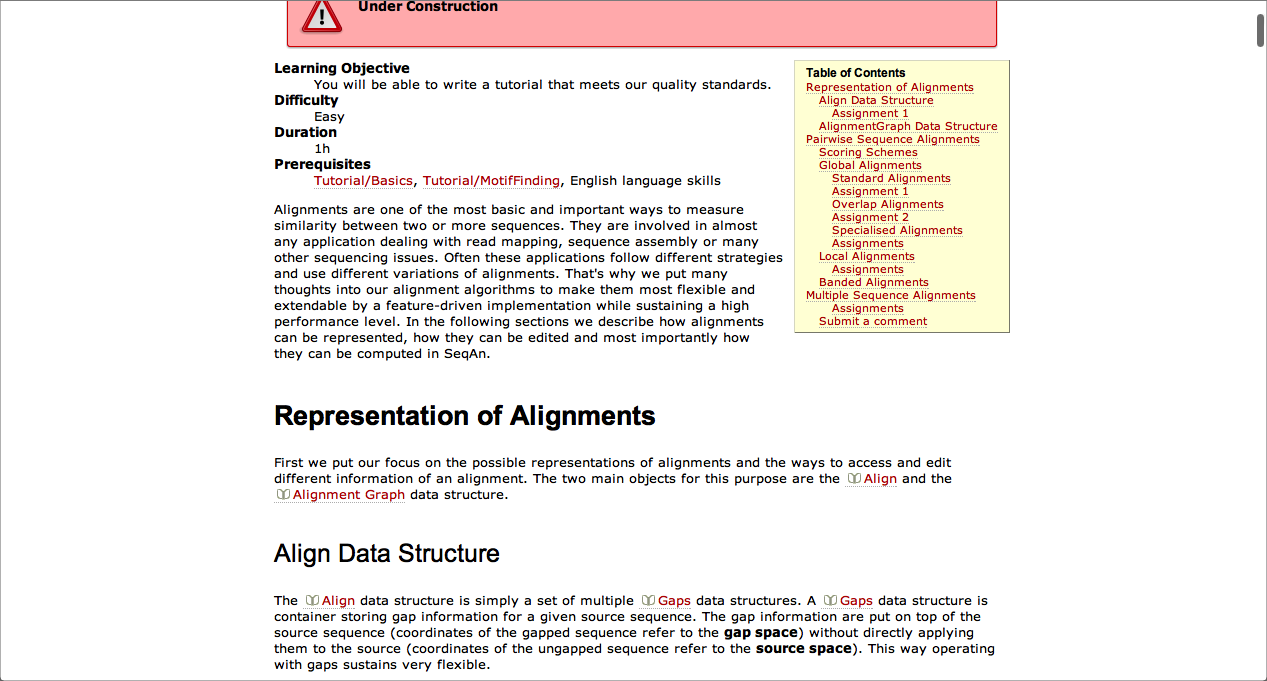 Under Construction
Learning Objective
You will be able to write a tutorial that meets our quality standards.
Difficulty
Easy
Duration
1h
Prerequisites
Tutorial/Basics, Tutorial/MotifFinding, English language skills
Alignments are one of the most basic and important ways to measure
similarity between two or more sequences. They are involved in almost
any application dealing with read mapping, sequence assembly or many
other sequencing issues. Often these applications follow different strategies
and use different variations of alignments. That's why we put many
thoughts into our alignment algorithms to make them most flexible and
extendable by a feature-driven implementation while sustaining a high
performance level. In the following sections we describe how alignments
can be represented, how they can be edited and most importantly how
they can be computed in SeqAn.
Table of Contents
Representation of Alignments
Align Data Structure
Assignment 1
AlignmentGraph Data Structure
Pairwise Sequence Alignments
Scoring Schemes
Global Alignments
Standard Alignments
Assignment 1
Overlap Alignments
Assignment 2
Specialised Alignments
Assignments
Local Alignments
Assignments
Banded Alignments
Multiple Sequence Alignments
Assignments
Submit a comment
Representation of Alignments
First we put our focus on the possible representations of alignments and the ways to access and edit
different information of an alignment. The two main objects for this purpose are the Align and the
Alignment Graph data structure.
Align Data Structure
The Align data structure is simply a set of multiple Gaps data structures. A Gaps data structure is
container storing gap information for a given source sequence. The gap information are put on top of the
source sequence (coordinates of the gapped sequence refer to the gap space) without directly applying
them to the source (coordinates of the ungapped sequence refer to the source space). This way operating
with gaps sustains very flexible.